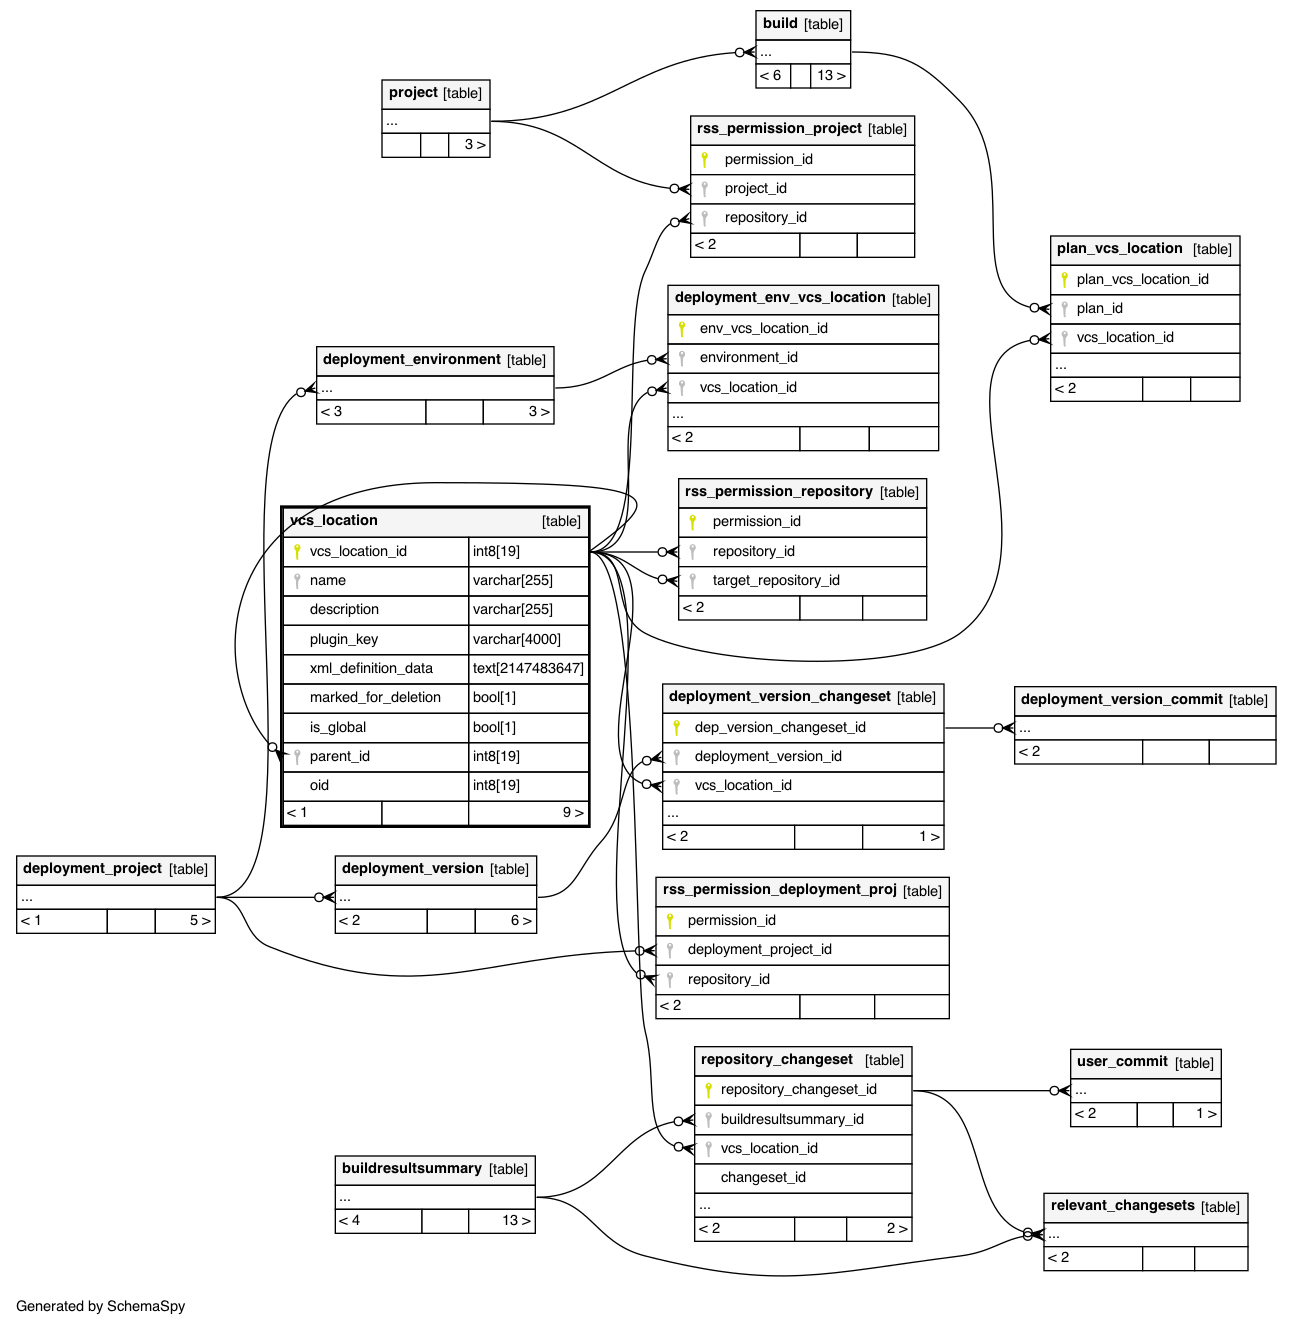 build [table]
...
< 6 13 >
project [table]
...
3 >
rss_permission_project [table]
permission_id
project_id
repository_id
< 2
plan_vcs_location [table]
plan_vcs_location_id
plan_id
vcs_location_id
...
< 2
deployment_env_vcs_location [table]
env_vcs_location_id
environment_id
vcs_location_id
...
< 2
deployment_environment [table]
...
< 3 3 >
rss_permission_repository [table]
permission_id
repository_id
target_repository_id
< 2
vcs_location [table]
vcs_location_id int8[19]
name varchar[255]
description varchar[255]
plugin_key varchar[4000]
xml_definition_data text[2147483647]
marked_for_deletion bool[1]
is_global bool[1]
parent_id int8[19]
oid int8[19]
< 1 9 >
deployment_version_changeset [table]
dep_version_changeset_id
deployment_version_id
vcs_location_id
...
< 2 1 >
deployment_version_commit [table]
...
< 2
deployment_project [table]
...
< 1 5 >
deployment_version [table]
...
< 2 6 >
rss_permission_deployment_proj [table]
permission_id
deployment_project_id
repository_id
< 2
repository_changeset [table]
repository_changeset_id
buildresultsummary_id
vcs_location_id
changeset_id
...
< 2 2 >
user_commit [table]
...
< 2 1 >
buildresultsummary [table]
...
< 4 13 >
relevant_changesets [table]
...
< 2
Generated by SchemaSpy